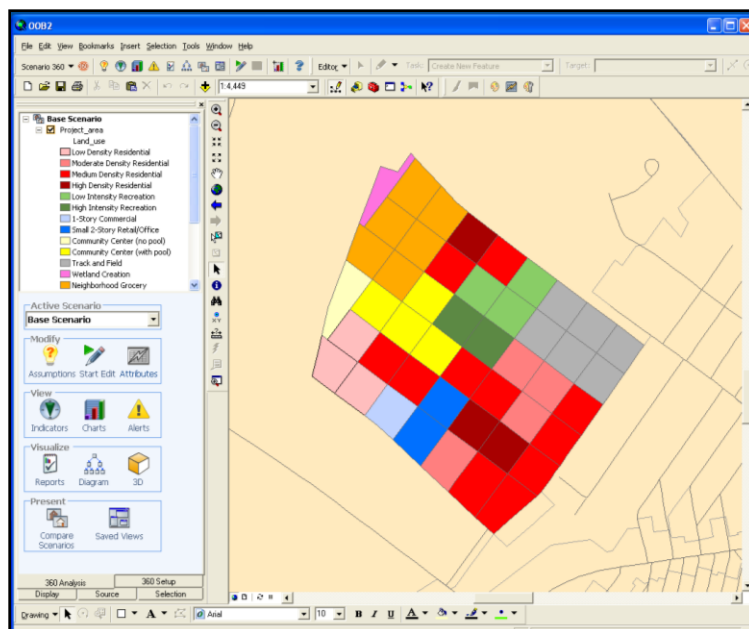 OOB2
File Edit View Bookmarks Insert Selection Tools Window Help
Scenario 360 Editor Task: Create New Feature Target:
1:4,449
Base Scenario
Project_area
Land_use
Low Density Residential
Moderate Density Residential
Medium Density Residential
High Density Residential
Low Intensity Recreation
High Intensity Recreation
1-Story Commercial
Small 2-Story Retail/Office
Community Center (no pool)
Community Center (with pool)
Track and Field
Wetland Creation
Neighborhood Grocery
Active Scenario
Base Scenario
Modify
Assumptions Start Edit Attributes
View
Indicators Charts Alerts
Visualize
Reports Diagram 3D
Present
Compare Scenarios Saved Views
360 Analysis 360 Setup
Display Source Selection
Drawing A Arial 10 B I U A